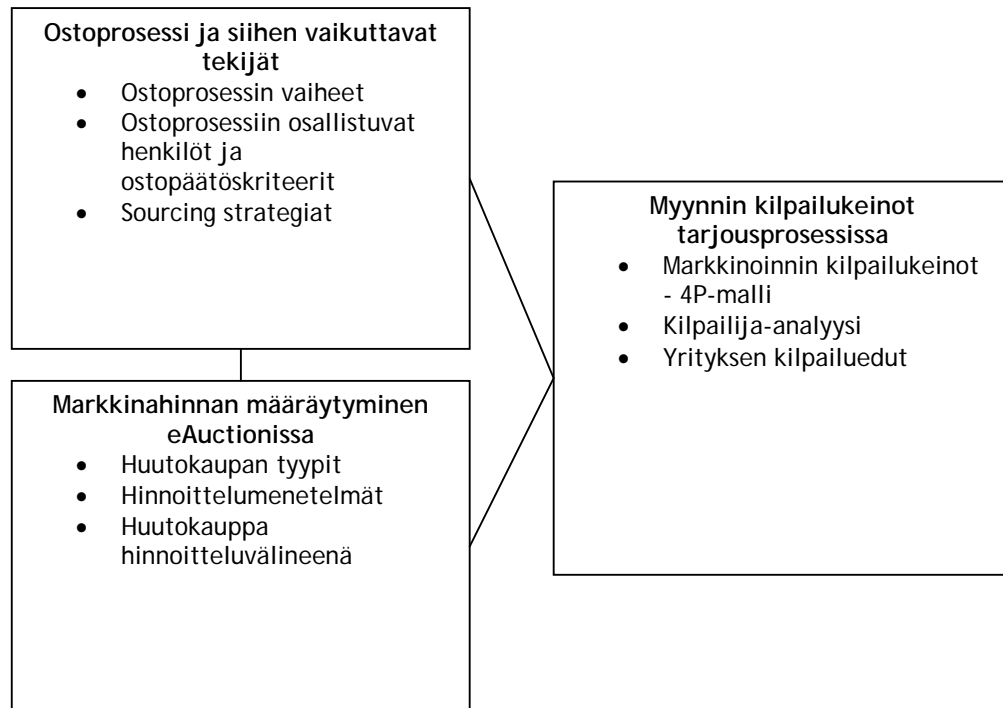 Ostoprosessi ja siihen vaikuttavat
tekijät
• Ostoprosessin vaiheet
• Ostoprosessiin osallistuvat
henkilöt ja
ostopäätöskriteerit
• Sourcing strategiat
Markkinahinnan määräytyminen
eAuctionissa
• Huutokaupan tyypit
• Hinnoittelumenetelmät
• Huutokauppa
hinnoitteluvälineenä
Myynnin kilpailukeinot
tarjousprosessissa
• Markkinoinnin kilpailukeinot
- 4P-malli
• Kilpailija-analyysi
• Yrityksen kilpailuedut